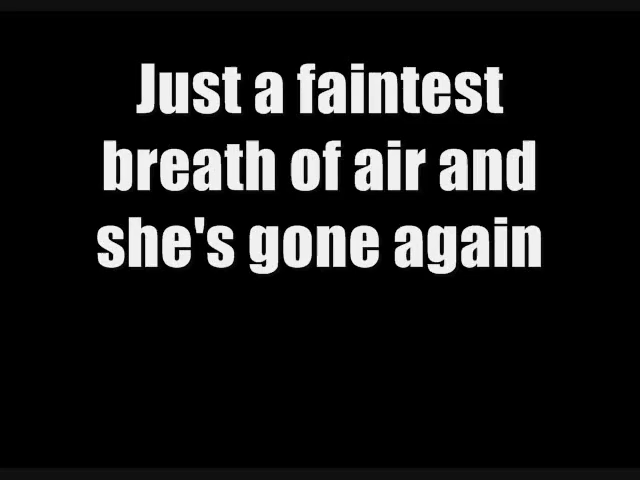 Just a faintest
breath of air and
she's gone again